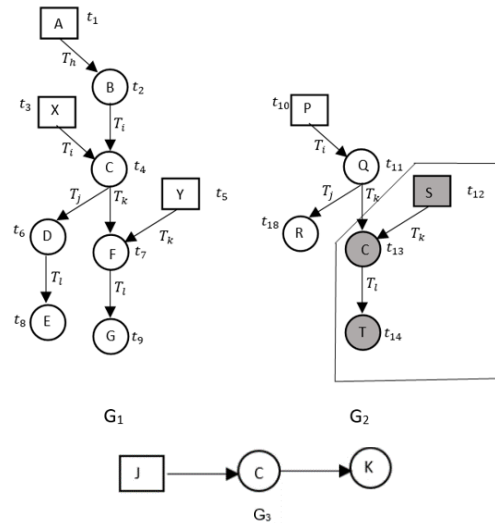 A t₁
Tₕ
B t₂
t₃ X
Tᵢ Tᵢ
C t₄
Tⱼ Tₖ
Y t₅
t₆ D
Tₖ
F t₇
Tₗ Tₗ
t₈ E
G t₉
G₁
t₁₀ P
Tᵢ
Q t₁₁
Tⱼ Tₖ
S t₁₂
t₁₈ R
Tₖ
C t₁₃
Tₗ
T t₁₄
G₂
J C K
G₃